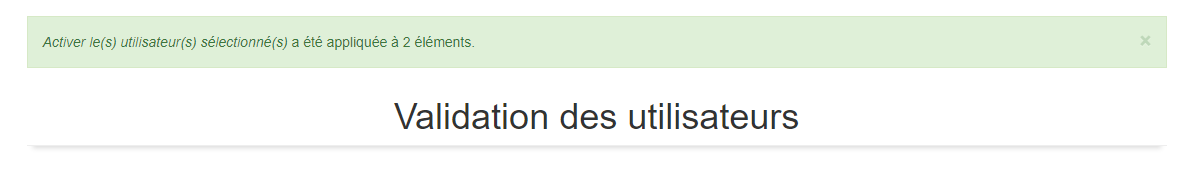 Activer le(s) utilisateur(s) sélectionné(s) a été appliquée à 2 éléments.
×
Validation des utilisateurs